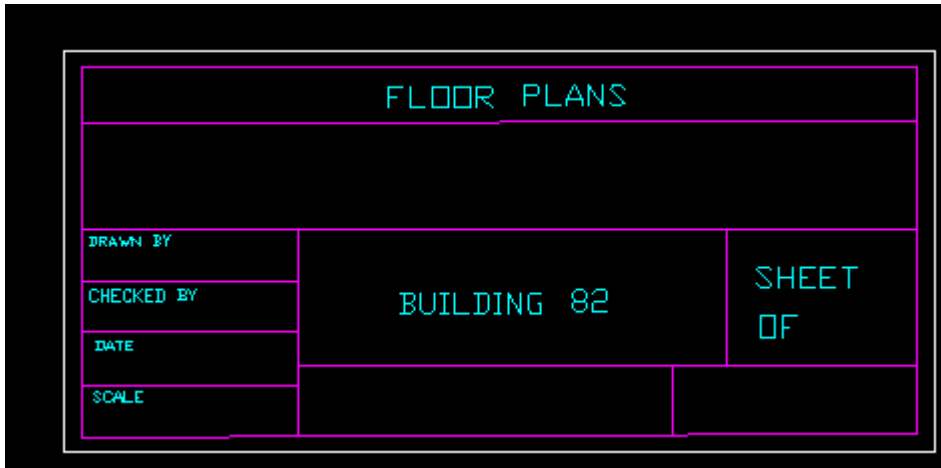 FLOOR PLANS
DRAWN BY
CHECKED BY
DATE
SCALE
BUILDING 82
SHEET
OF